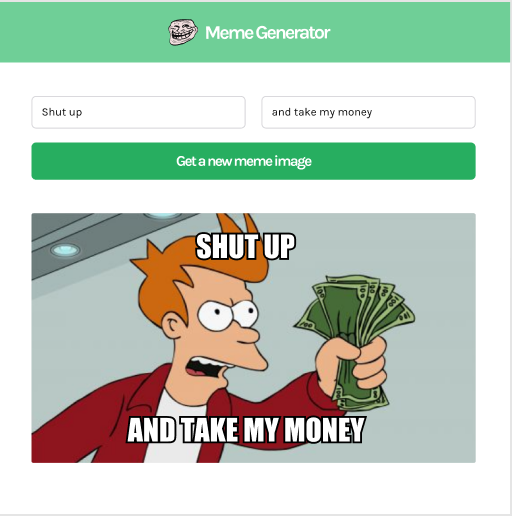 Meme Generator
Shut up
and take my money
Get a new meme image
SHUT UP
AND TAKE MY MONEY